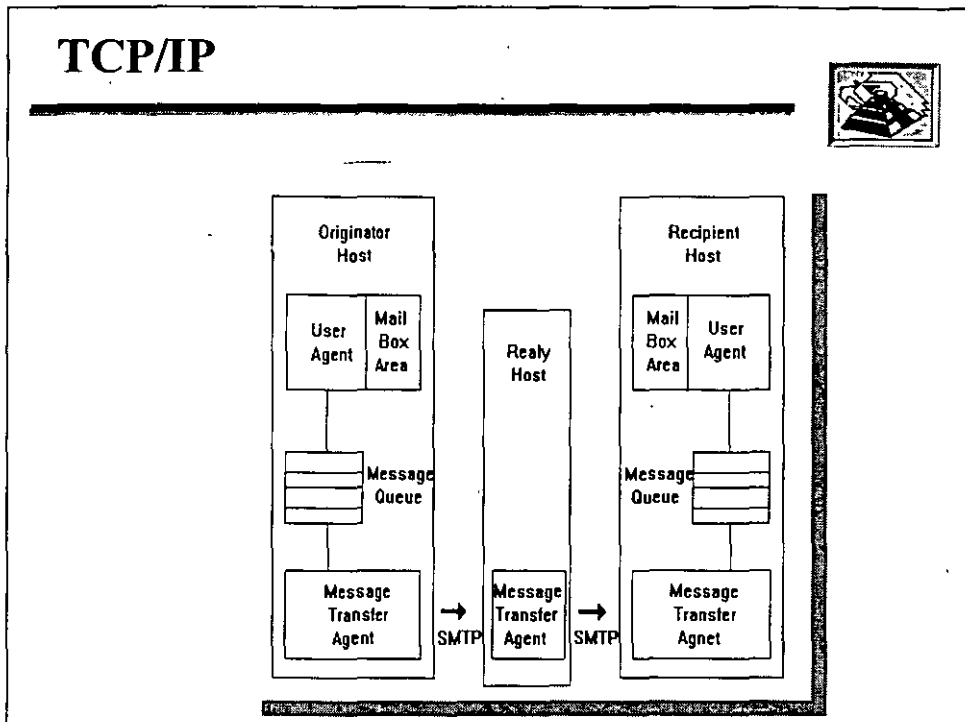 TCP/IP
Originator
Host
User
Agent
Mail
Box
Area
Message
Queue
Message
Transfer
Agent
SMTP
Realy
Host
Message
Transfer
Agent
SMTP
Recipient
Host
Mail
Box
Area
User
Agent
Message
Queue
Message
Transfer
Agnet